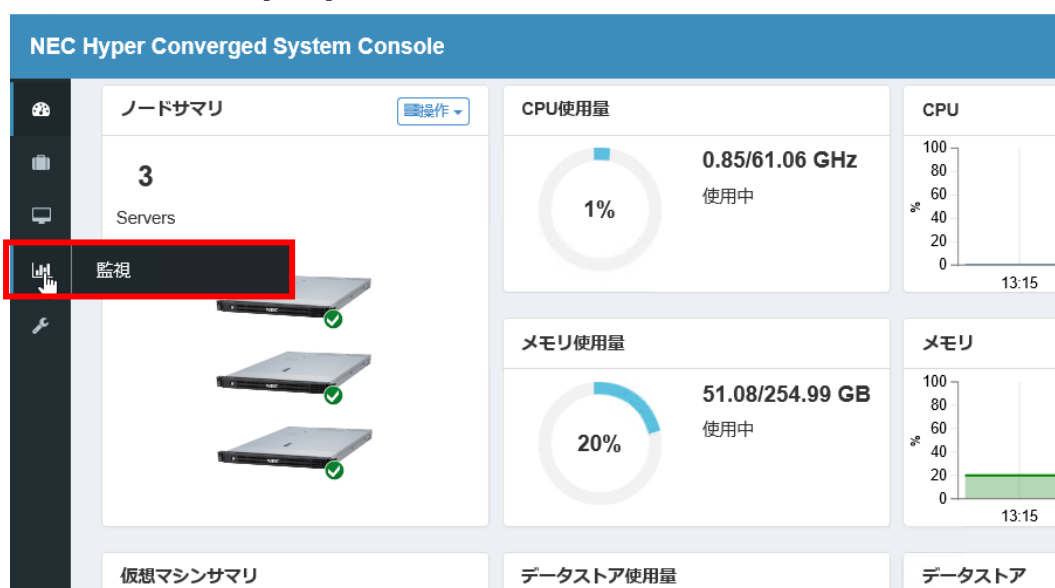 NEC Hyper Converged System Console
ノードサマリ
操作
3
Servers
監視
CPU使用量
1%
0.85/61.06 GHz
使用中
CPU
100
80
60
%
40
20
0
13:15
メモリ使用量
20%
51.08/254.99 GB
使用中
メモリ
100
80
60
%
40
20
0
13:15
仮想マシンサマリ
データストア使用量
データストア